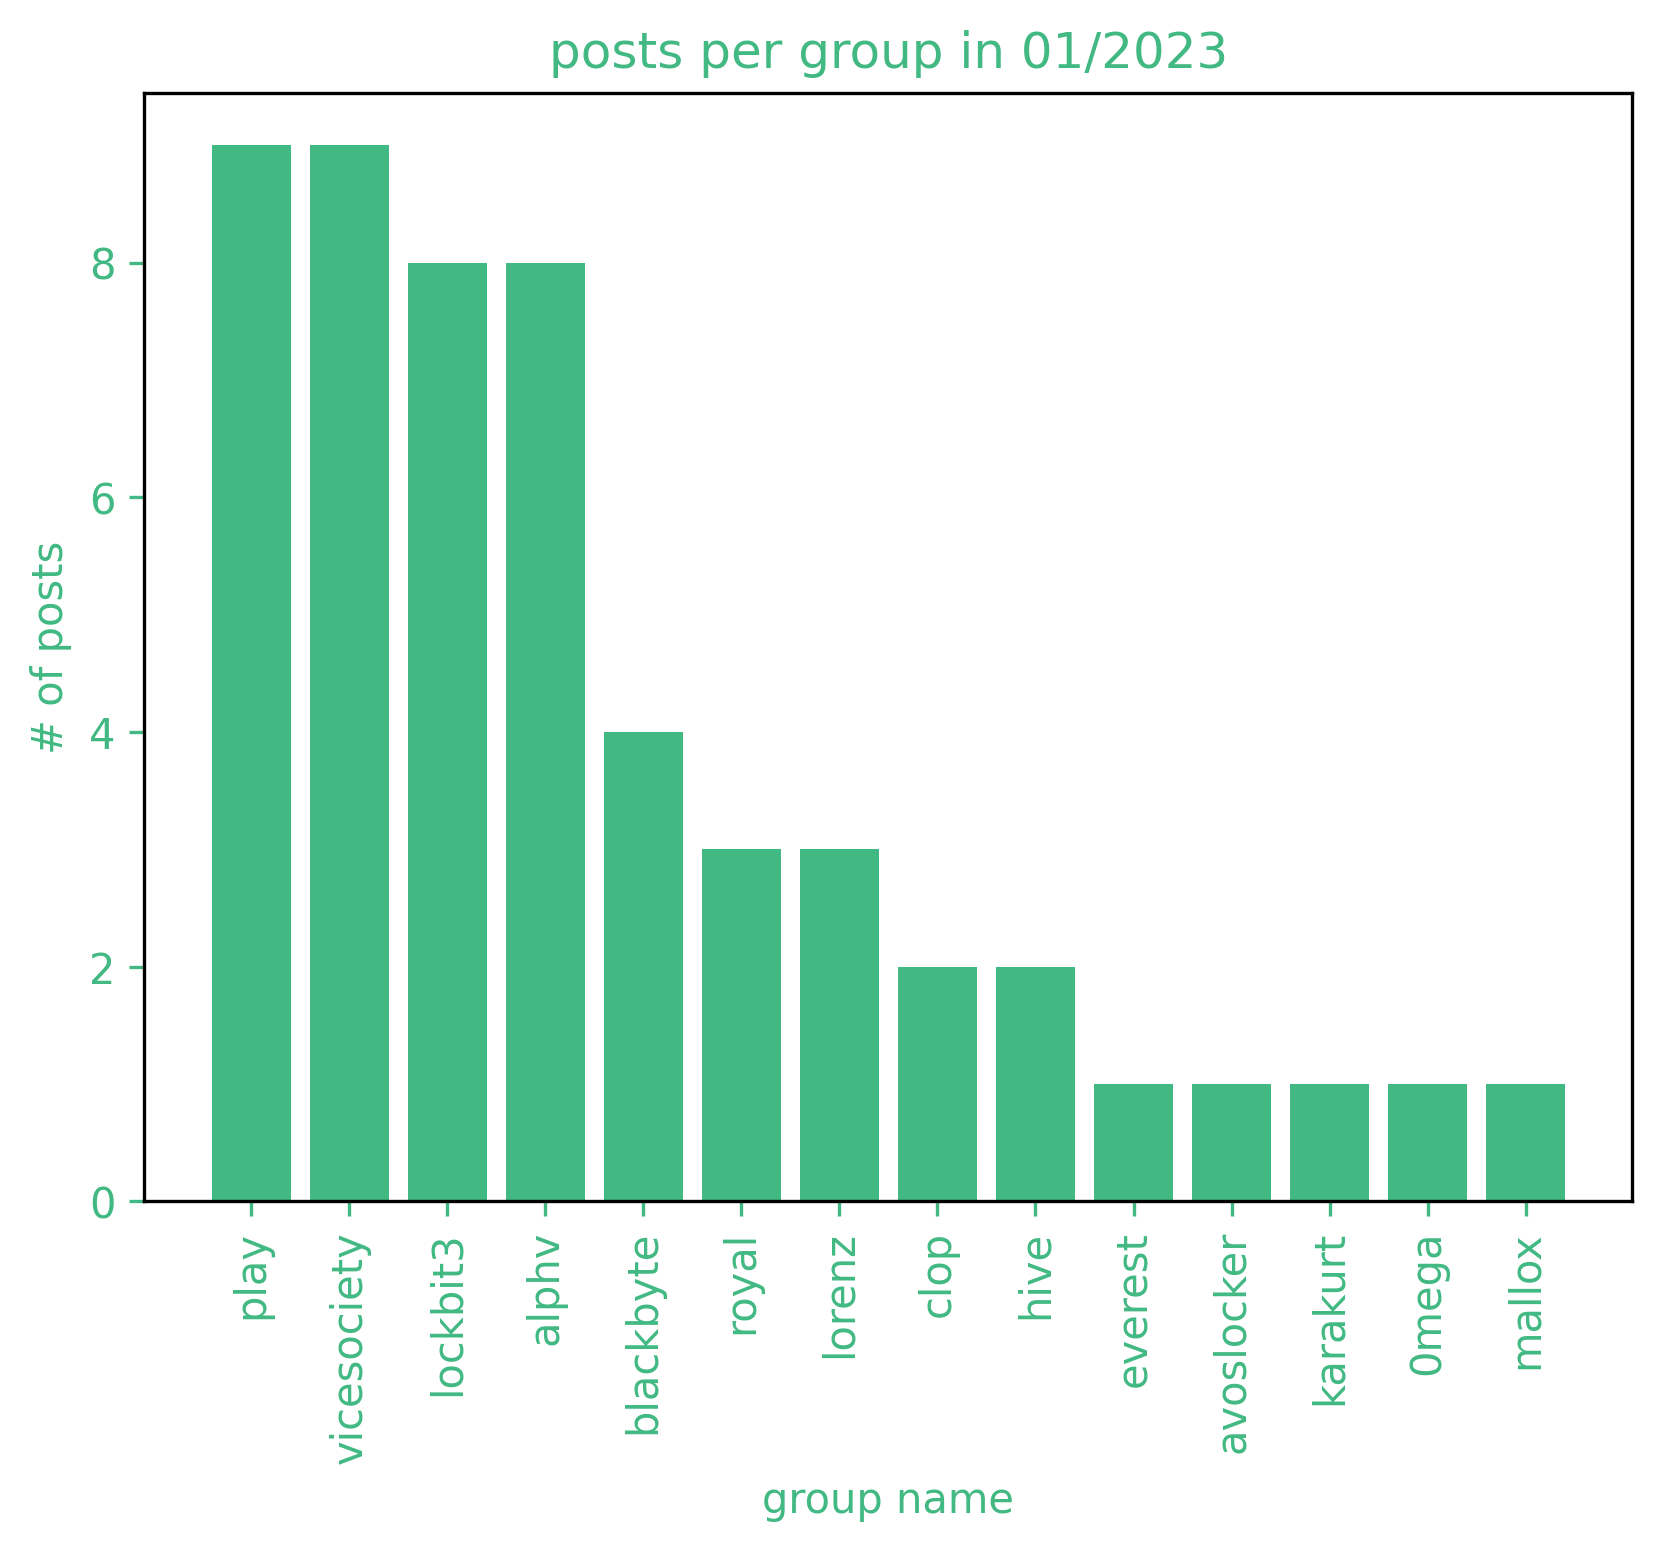 posts per group in 01/2023
# of posts
8
6
4
2
0
play
vicesociety
lockbit3
alphv
blackbyte
royal
lorenz
clop
hive
everest
avoslocker
karakurt
0mega
mallox
group name